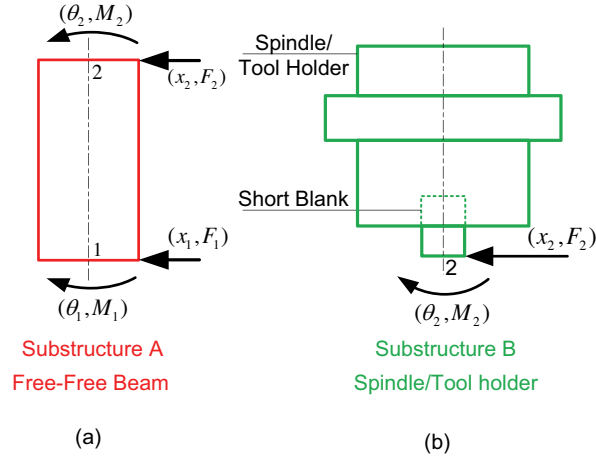 (θ₂, M₂)
2
(x₂, F₂)
1
(x₁, F₁)
(θ₁, M₁)
Substructure A
Free-Free Beam
(a)
Spindle/
Tool Holder
Short Blank
(x₂, F₂)
2
(θ₂, M₂)
Substructure B
Spindle/Tool holder
(b)